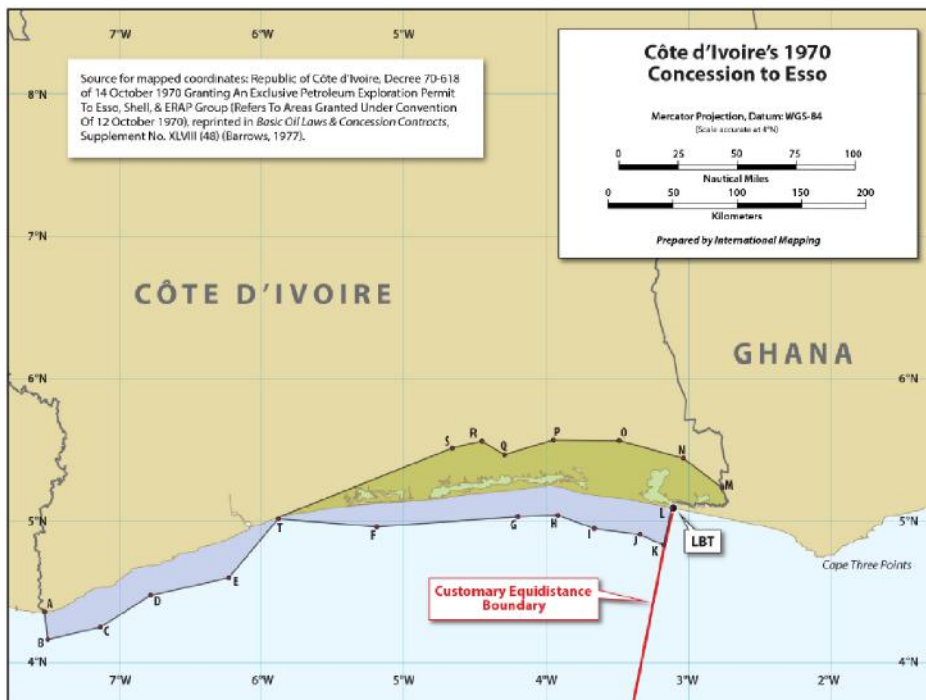 7°W
6°W
5°W
8°N
8°N
Source for mapped coordinates: Republic of Côte d'Ivoire, Decree 70-618
of 14 October 1970 Granting An Exclusive Petroleum Exploration Permit
To Esso, Shell, & ERAP Group (Refers To Areas Granted Under Convention
Of 12 October 1970), reprinted in Basic Oil Laws & Concession Contracts,
Supplement No. XLVIII (48) (Barrows, 1977).
Côte d'Ivoire's 1970
Concession to Esso
Mercator Projection, Datum: WGS-84
(Scale accurate at 4°N)
0 25 50 75 100
Nautical Miles
0 50 100 150 200
Kilometers
Prepared by International Mapping
7°N
7°N
CÔTE D'IVOIRE
GHANA
6°N
6°N
S R Q P O N M
5°N
5°N
T F G H I J K L
LBT
Cape Three Points
A B C D E
Customary Equidistance
Boundary
4°N
4°N
7°W
6°W
5°W
4°W
3°W
2°W